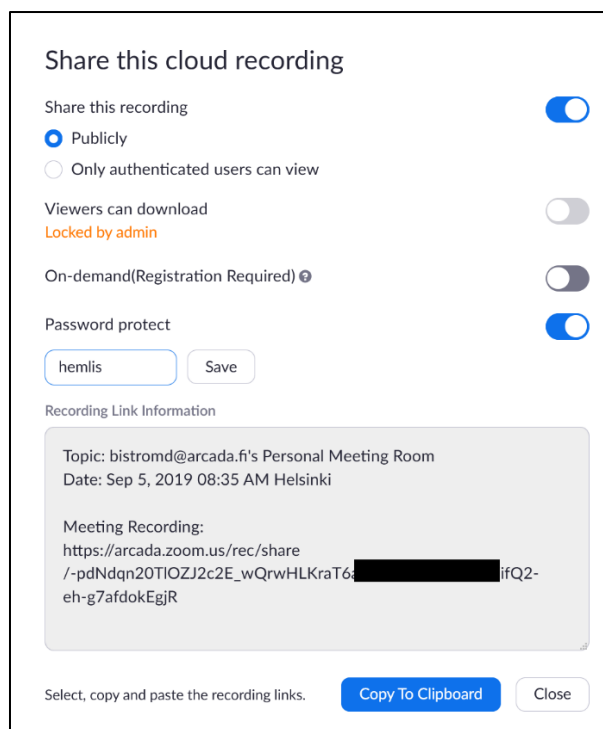 Share this cloud recording
Share this recording
Publicly
Only authenticated users can view
Viewers can download
Locked by admin
On-demand(Registration Required)
Password protect
hemlis
Save
Recording Link Information
Topic: bistromd@arcada.fi's Personal Meeting Room
Date: Sep 5, 2019 08:35 AM Helsinki
Meeting Recording:
https://arcada.zoom.us/rec/share
/-pdNdqn20TlOZJ2c2E_wQrwHLKraT6 ifQ2-
eh-g7afdokEgjR
Select, copy and paste the recording links.
Copy To Clipboard
Close